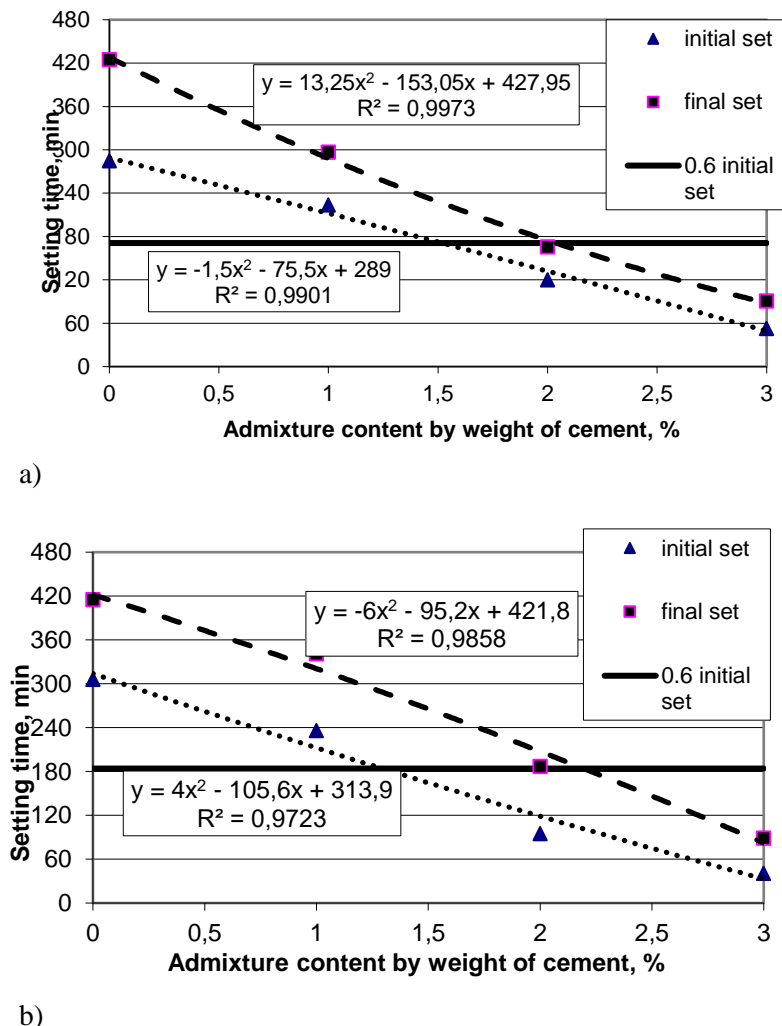 480
420
360
300
240
180
120
60
0
Setting time, min
y = 13,25x² - 153,05x + 427,95
R² = 0,9973
y = -1,5x² - 75,5x + 289
R² = 0,9901
initial set
final set
0.6 initial
set
0 0,5 1 1,5 2 2,5 3
Admixture content by weight of cement, %
a)
480
420
360
300
240
180
120
60
0
Setting time, min
y = -6x² - 95,2x + 421,8
R² = 0,9858
y = 4x² - 105,6x + 313,9
R² = 0,9723
initial set
final set
0.6 initial
set
0 0,5 1 1,5 2 2,5 3
Admixture content by weight of cement, %
b)